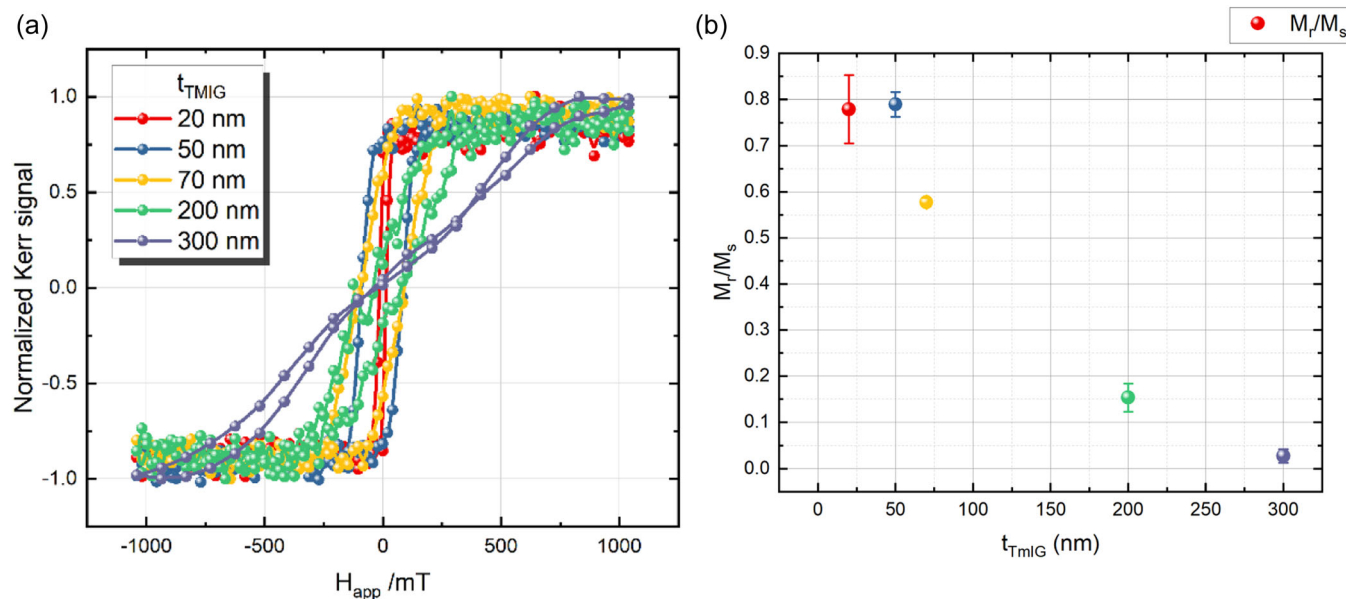 (a)
t_TMIG
20 nm
50 nm
70 nm
200 nm
300 nm
1.0
0.5
0.0
-0.5
-1.0
Normalized Kerr signal
-1000 -500 0 500 1000
H_app /mT
(b)
M_r/M_s
0.9
0.8
0.7
0.6
0.5
0.4
0.3
0.2
0.1
0.0
M_r/M_s
0 50 100 150 200 250 300
t_TmIG (nm)